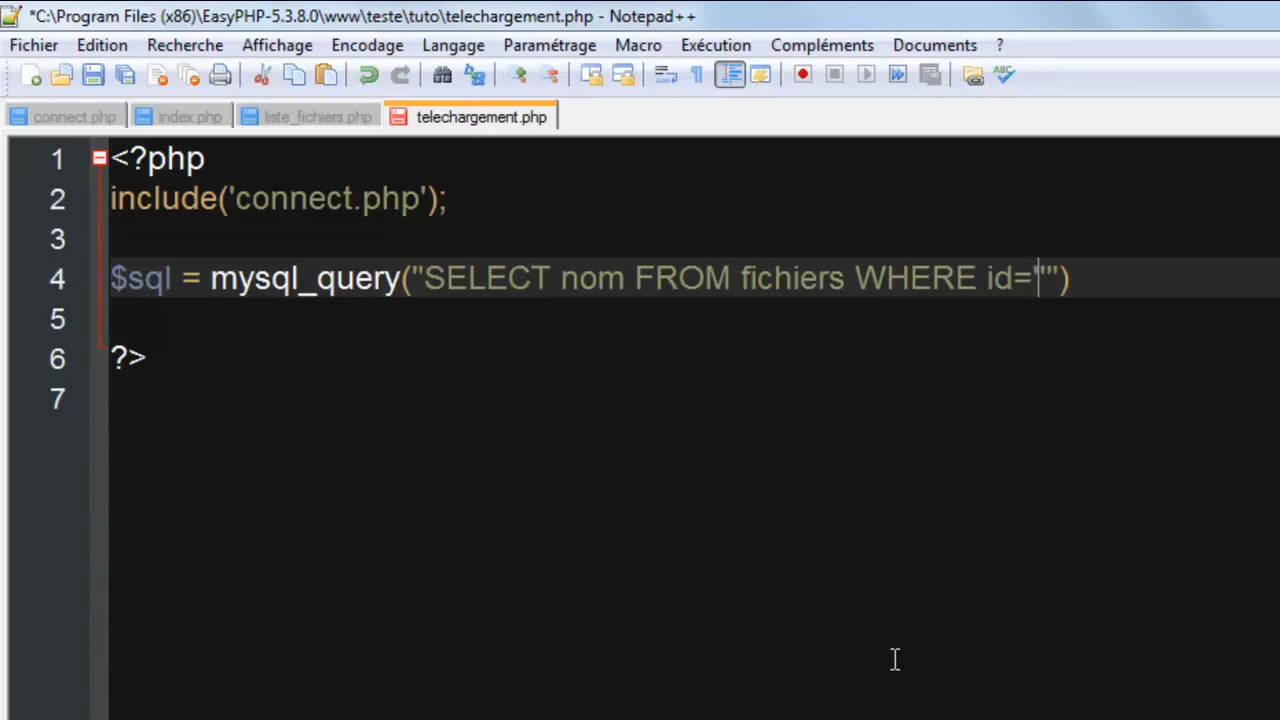 *C:\Program Files (x86)\EasyPHP-5.3.8.0\www\teste\tuto\telechargement.php - Notepad++
Fichier Edition Recherche Affichage Encodage Langage Paramétrage Macro Exécution Compléments Documents ?
connect.php index.php liste_fichiers.php telechargement.php
1 <?php
2 include('connect.php');
3
4 $sql = mysql_query("SELECT nom FROM fichiers WHERE id=''")
5
6 ?>
7